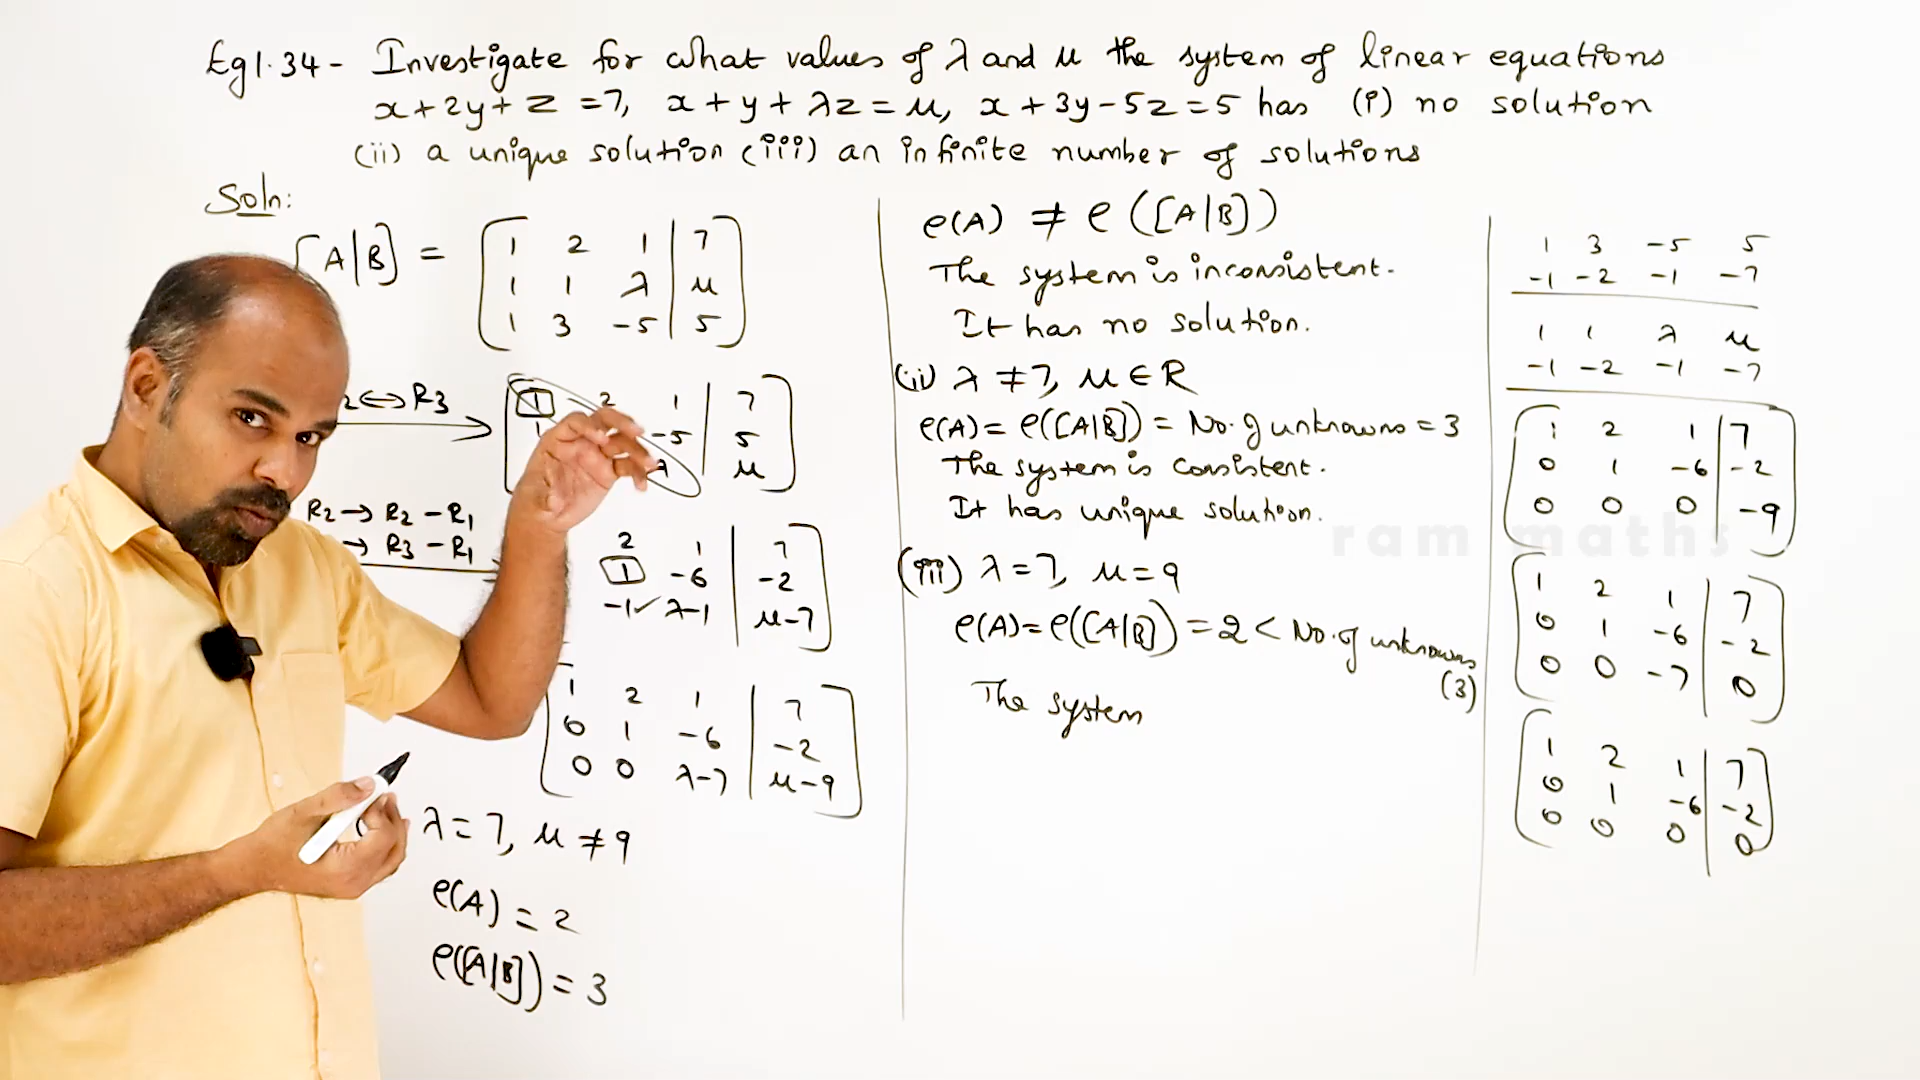 Eg 1.34 - Investigate for what values of λ and μ the system of linear equations
x + 2y + z = 7, x + y + λz = μ, x + 3y - 5z = 5 has (i) no solution
(ii) a unique solution (iii) an infinite number of solutions
Soln:
[A|B] =
1 2 1 | 7
1 1 λ | μ
1 3 -5 | 5
2 ↔ R3
1 2 1 | 7
1 -5 | 5
λ | μ
R2 → R2 - R1
→ R3 - R1
2 1 | 7
1 -6 | -2
-1 ✓ λ-1 | μ-7
1 2 1 | 7
0 1 -6 | -2
0 0 λ-7 | μ-9
λ = 7, μ ≠ 9
ρ(A) = 2
ρ([A|B]) = 3
ρ(A) ≠ ρ([A|B])
The system is inconsistent.
It has no solution.
(ii) λ ≠ 7, μ ∈ R
ρ(A) = ρ([A|B]) = No. of unknowns = 3
The system is consistent.
It has unique solution.
(iii) λ = 7, μ = 9
ρ(A) = ρ([A|B]) = 2 < No. of unknowns
(3)
The system
1 3 -5 5
-1 -2 -1 -7
1 1 λ μ
-1 -2 -1 -7
1 2 1 | 7
0 1 -6 | -2
0 0 0 | -9
ram maths
1 2 1 | 7
0 1 -6 | -2
0 0 -7 | 0
1 2 1 | 7
0 1 -6 | -2
0 0 0 | 0